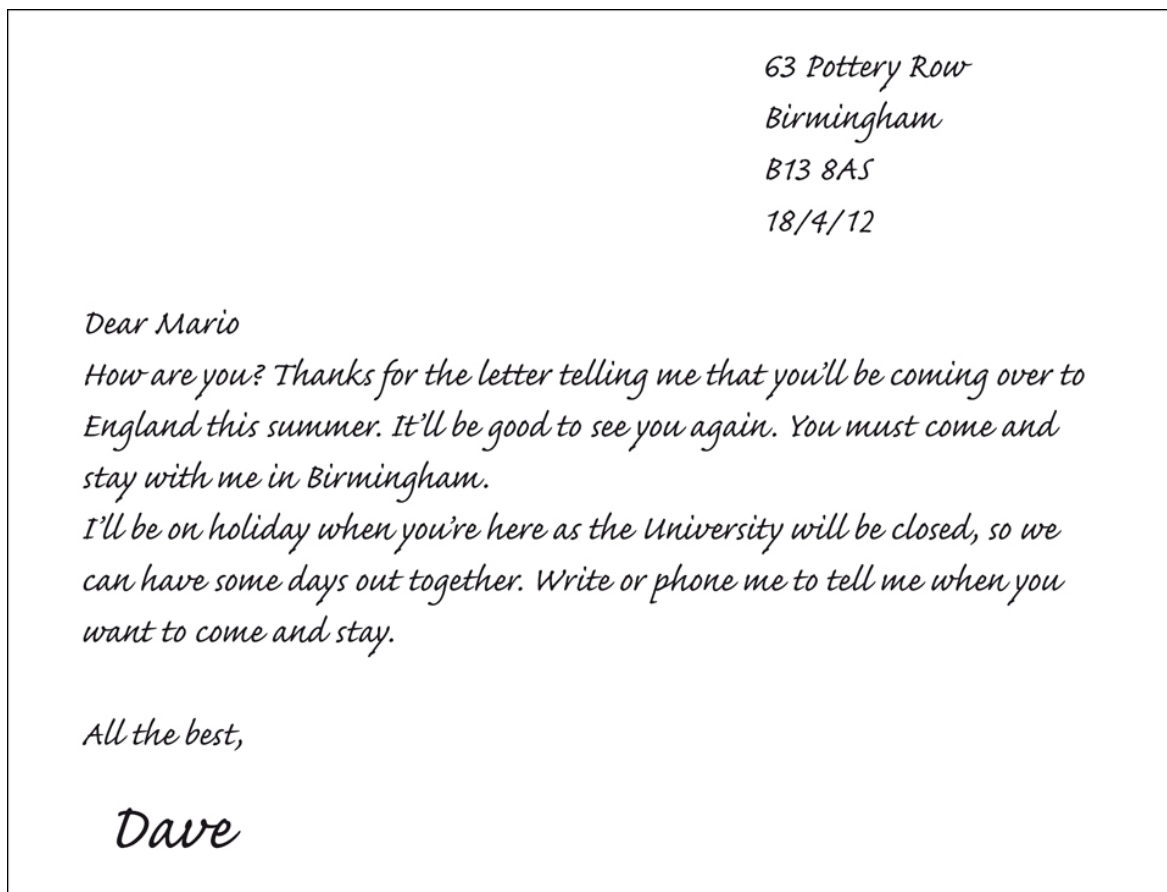 63 Pottery Row
Birmingham
B13 8AS
18/4/12
Dear Mario
How are you? Thanks for the letter telling me that you’ll be coming over to
England this summer. It’ll be good to see you again. You must come and
stay with me in Birmingham.
I’ll be on holiday when you’re here as the University will be closed, so we
can have some days out together. Write or phone me to tell me when you
want to come and stay.
All the best,
Dave